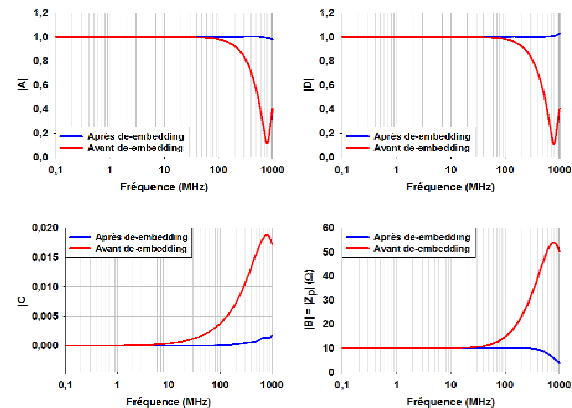 |A|
1,2
1,0
0,8
0,6
0,4
0,2
0,0
Après de-embedding
Avant de-embedding
0,1
1
10
100
1000
Fréquence (MHz)
|D|
1,2
1,0
0,8
0,6
0,4
0,2
0,0
Après de-embedding
Avant de-embedding
0,1
1
10
100
1000
Fréquence (MHz)
|C
0,020
0,015
0,010
0,005
0,000
Après de-embedding
Avant de-embedding
0,1
1
10
100
1000
Fréquence (MHz)
|B| = |Zp| (Ω)
60
50
40
30
20
10
0
Après de-embedding
Avant de-embedding
0,1
1
10
100
1000
Fréquence (MHz)